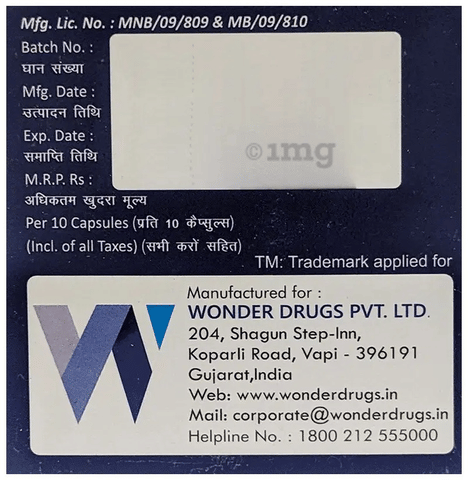 Mfg. Lic. No. : MNB/09/809 & MB/09/810
Batch No. :
घान संख्या
Mfg. Date :
उत्पादन तिथि
Exp. Date :
समाप्ति तिथि
M.R.P. Rs :
अधिकतम खुदरा मूल्य
Per 10 Capsules (प्रति 10 कैप्सुल्स)
(Incl. of all Taxes) (सभी करों सहित)
©1mg
TM: Trademark applied for
Manufactured for :
WONDER DRUGS PVT. LTD.
204, Shagun Step-Inn,
Koparli Road, Vapi - 396191
Gujarat,India
Web: www.wonderdrugs.in
Mail: corporate@wonderdrugs.in
Helpline No. : 1800 212 555000